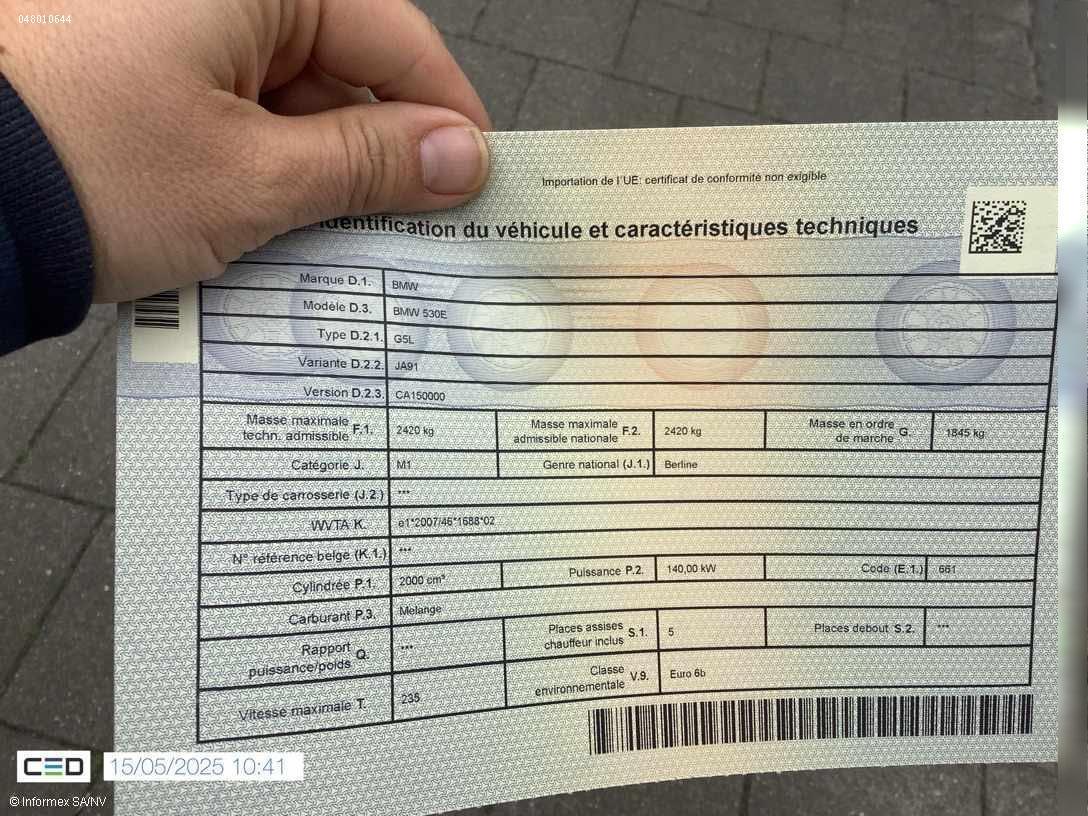 048010644
Importation de l'UE: certificat de conformité non exigible
Identification du véhicule et caractéristiques techniques
Marque D.1. BMW
Modèle D.3. BMW 530E
Type D.2.1. G5L
Variante D.2.2. JA91
Version D.2.3. CA150000
Masse maximale techn. admissible F.1. 2420 kg Masse maximale admissible nationale F.2. 2420 kg Masse en ordre de marche G. 1845 kg
Catégorie J. M1 Genre national (J.1.) Berline
Type de carrosserie (J.2.) ***
WVTA K. e1*2007/46*1688*02
N° référence belge (K.1.) ***
Cylindrée P.1. 2000 cm³ Puissance P.2. 140,00 kW Code (E.1.) 661
Carburant P.3. Melange
Rapport puissance/poids Q. *** Places assises chauffeur inclus S.1. 5 Places debout S.2. ***
Vitesse maximale T. 235 Classe environnementale V.9. Euro 6b
CED 15/05/2025 10:41
© Informex SA/NV